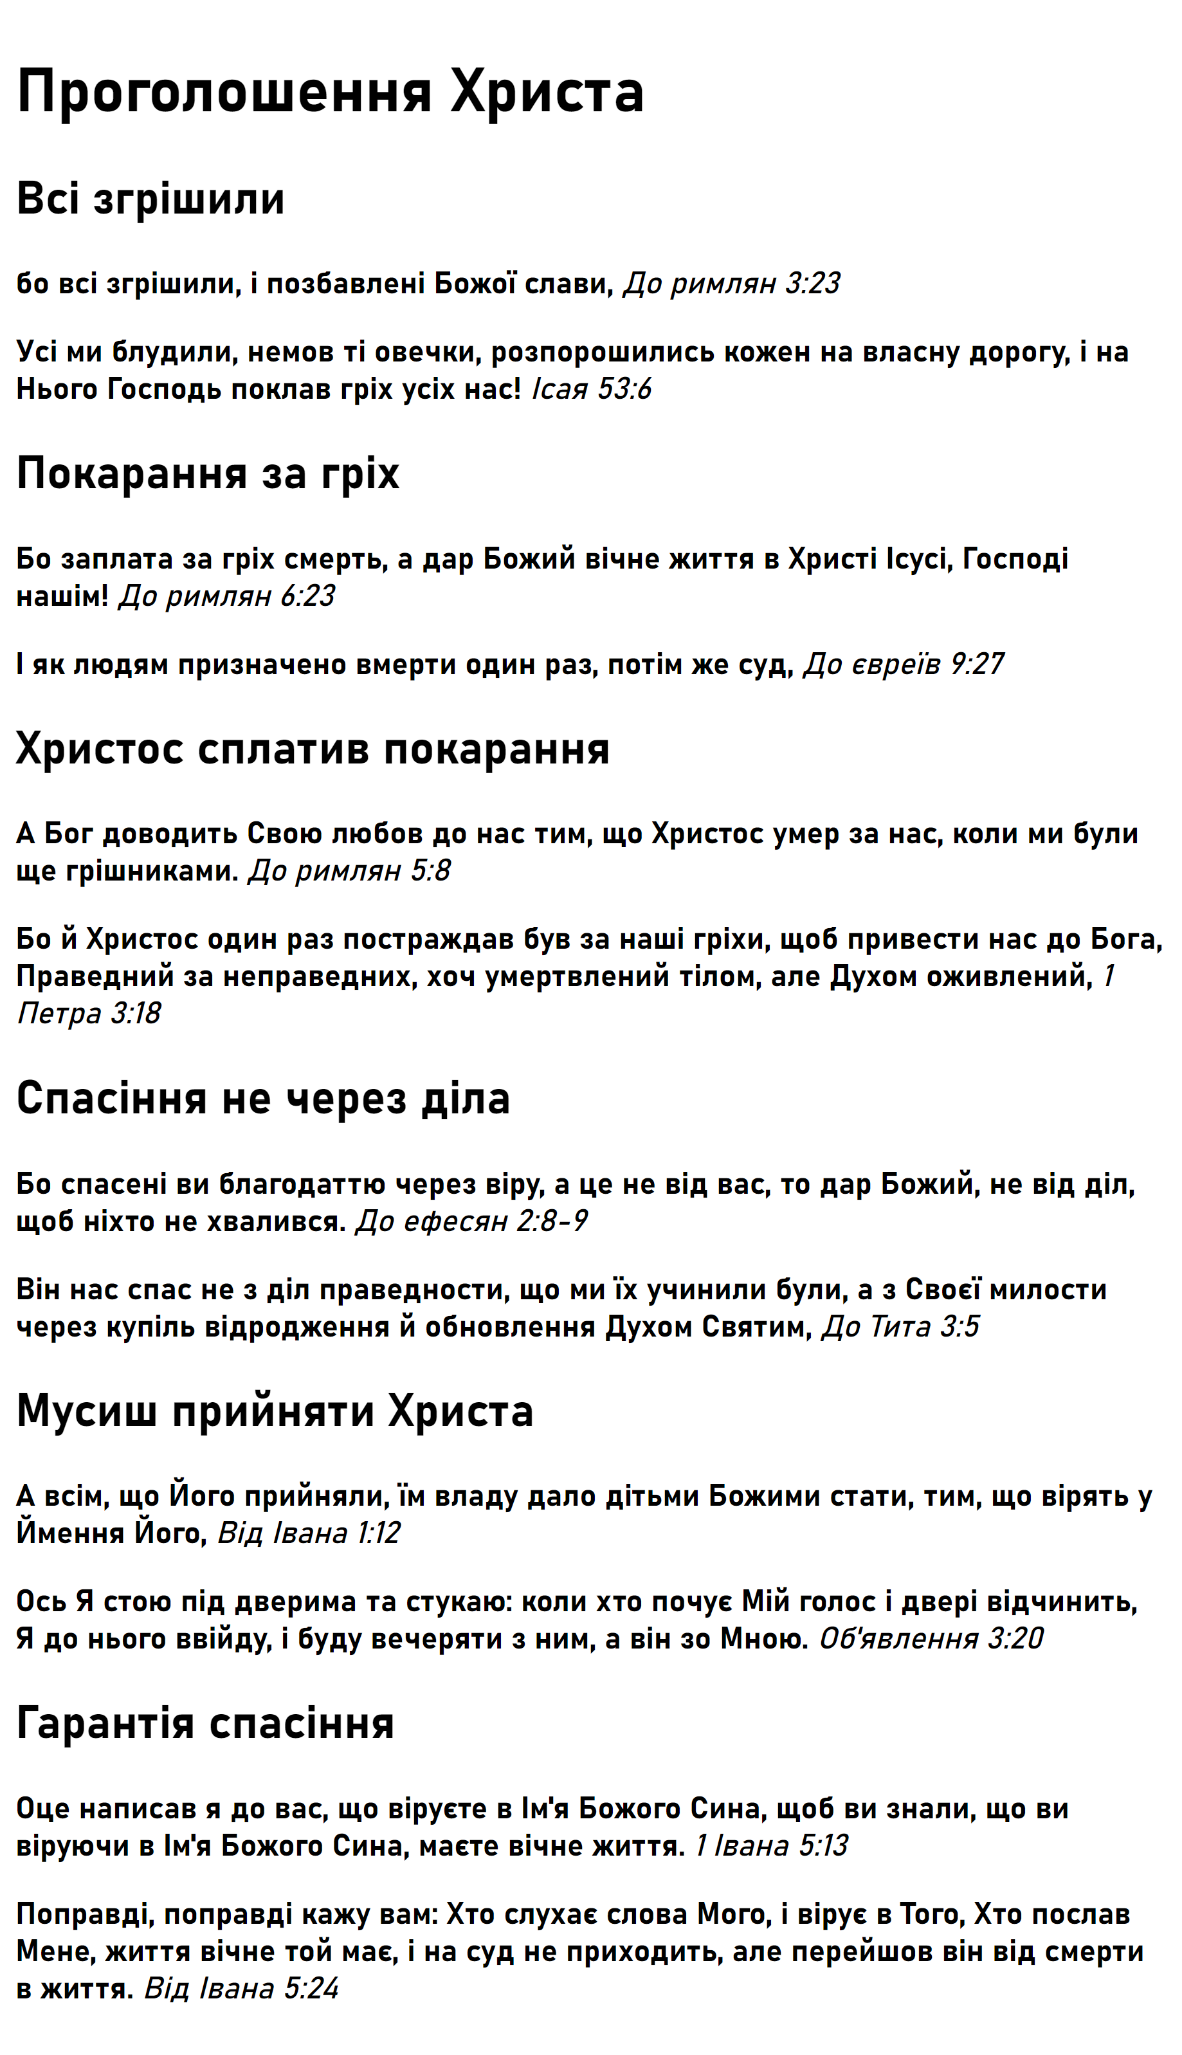 Проголошення Христа
Всі згрішили
бо всі згрішили, і позбавлені Божої слави, До римлян 3:23
Усі ми блудили, немов ті овечки, розпорошились кожен на власну дорогу, і на
Нього Господь поклав гріх усіх нас! Ісая 53:6
Покарання за гріх
Бо заплата за гріх смерть, а дар Божий вічне життя в Христі Ісусі, Господі
нашім! До римлян 6:23
І як людям призначено вмерти один раз, потім же суд, До євреїв 9:27
Христос сплатив покарання
А Бог доводить Свою любов до нас тим, що Христос умер за нас, коли ми були
ще грішниками. До римлян 5:8
Бо й Христос один раз постраждав був за наші гріхи, щоб привести нас до Бога,
Праведний за неправедних, хоч умертвлений тілом, але Духом оживлений, 1
Петра 3:18
Спасіння не через діла
Бо спасені ви благодаттю через віру, а це не від вас, то дар Божий, не від діл,
щоб ніхто не хвалився. До ефесян 2:8-9
Він нас спас не з діл праведности, що ми їх учинили були, а з Своєї милости
через купіль відродження й обновлення Духом Святим, До Тита 3:5
Мусиш прийняти Христа
А всім, що Його прийняли, їм владу дало дітьми Божими стати, тим, що вірять у
Ймення Його, Від Івана 1:12
Ось Я стою під дверима та стукаю: коли хто почує Мій голос і двері відчинить,
Я до нього ввійду, і буду вечеряти з ним, а він зо Мною. Об'явлення 3:20
Гарантія спасіння
Оце написав я до вас, що віруєте в Ім'я Божого Сина, щоб ви знали, що ви
віруючи в Ім'я Божого Сина, маєте вічне життя. 1 Івана 5:13
Поправді, поправді кажу вам: Хто слухає слова Мого, і вірує в Того, Хто послав
Мене, життя вічне той має, і на суд не приходить, але перейшов він від смерти
в життя. Від Івана 5:24